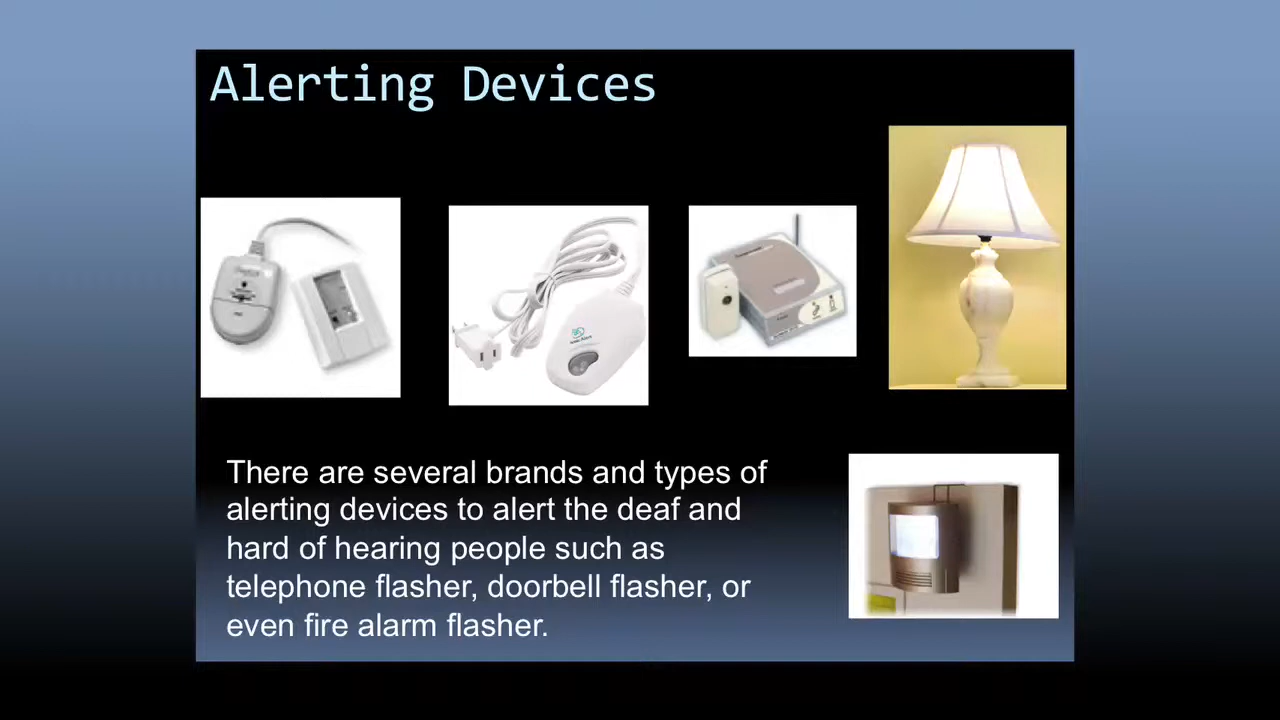 Alerting Devices
There are several brands and types of
alerting devices to alert the deaf and
hard of hearing people such as
telephone flasher, doorbell flasher, or
even fire alarm flasher.